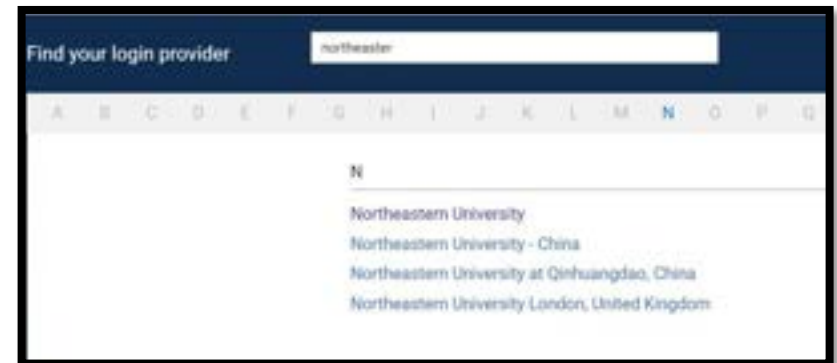 Find your login provider
northeaster
A B C D E F G H I J K L M N O P Q
N
Northeastern University
Northeastern University - China
Northeastern University at Qinhuangdao, China
Northeastern University London, United Kingdom